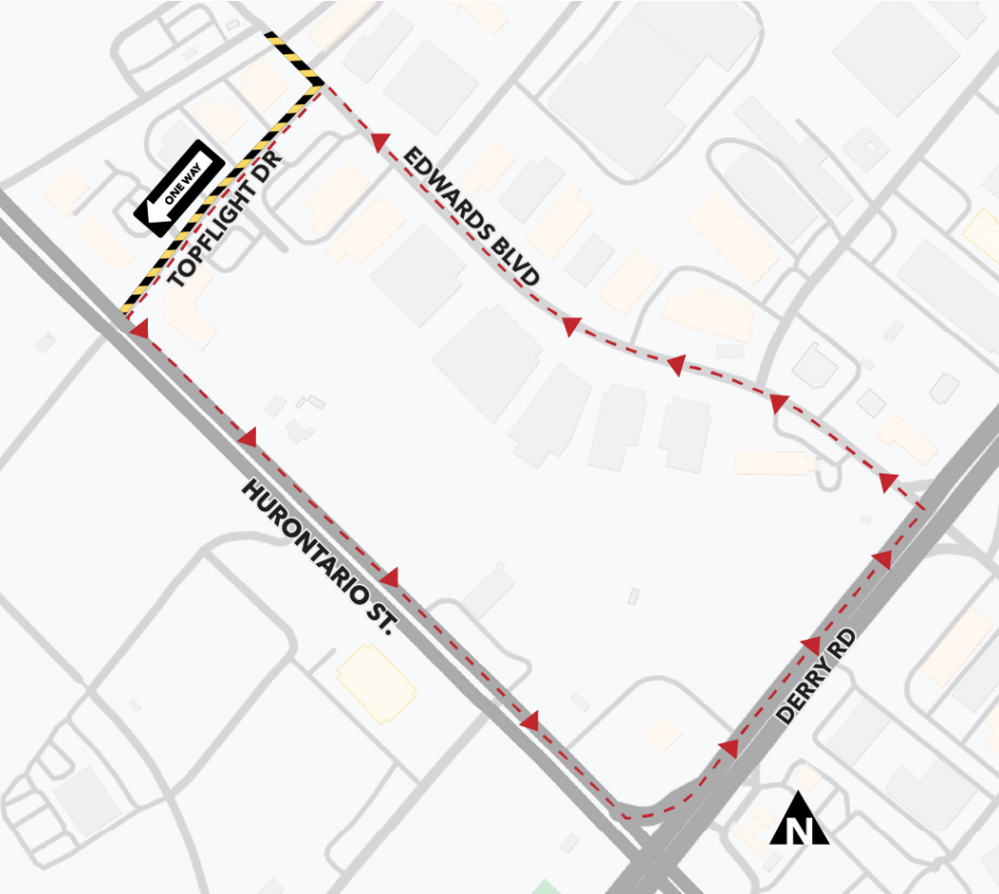 EDWARDS BLVD
ONE WAY
TOPFLIGHT DR
HURONTARIO ST.
DERRY RD
N